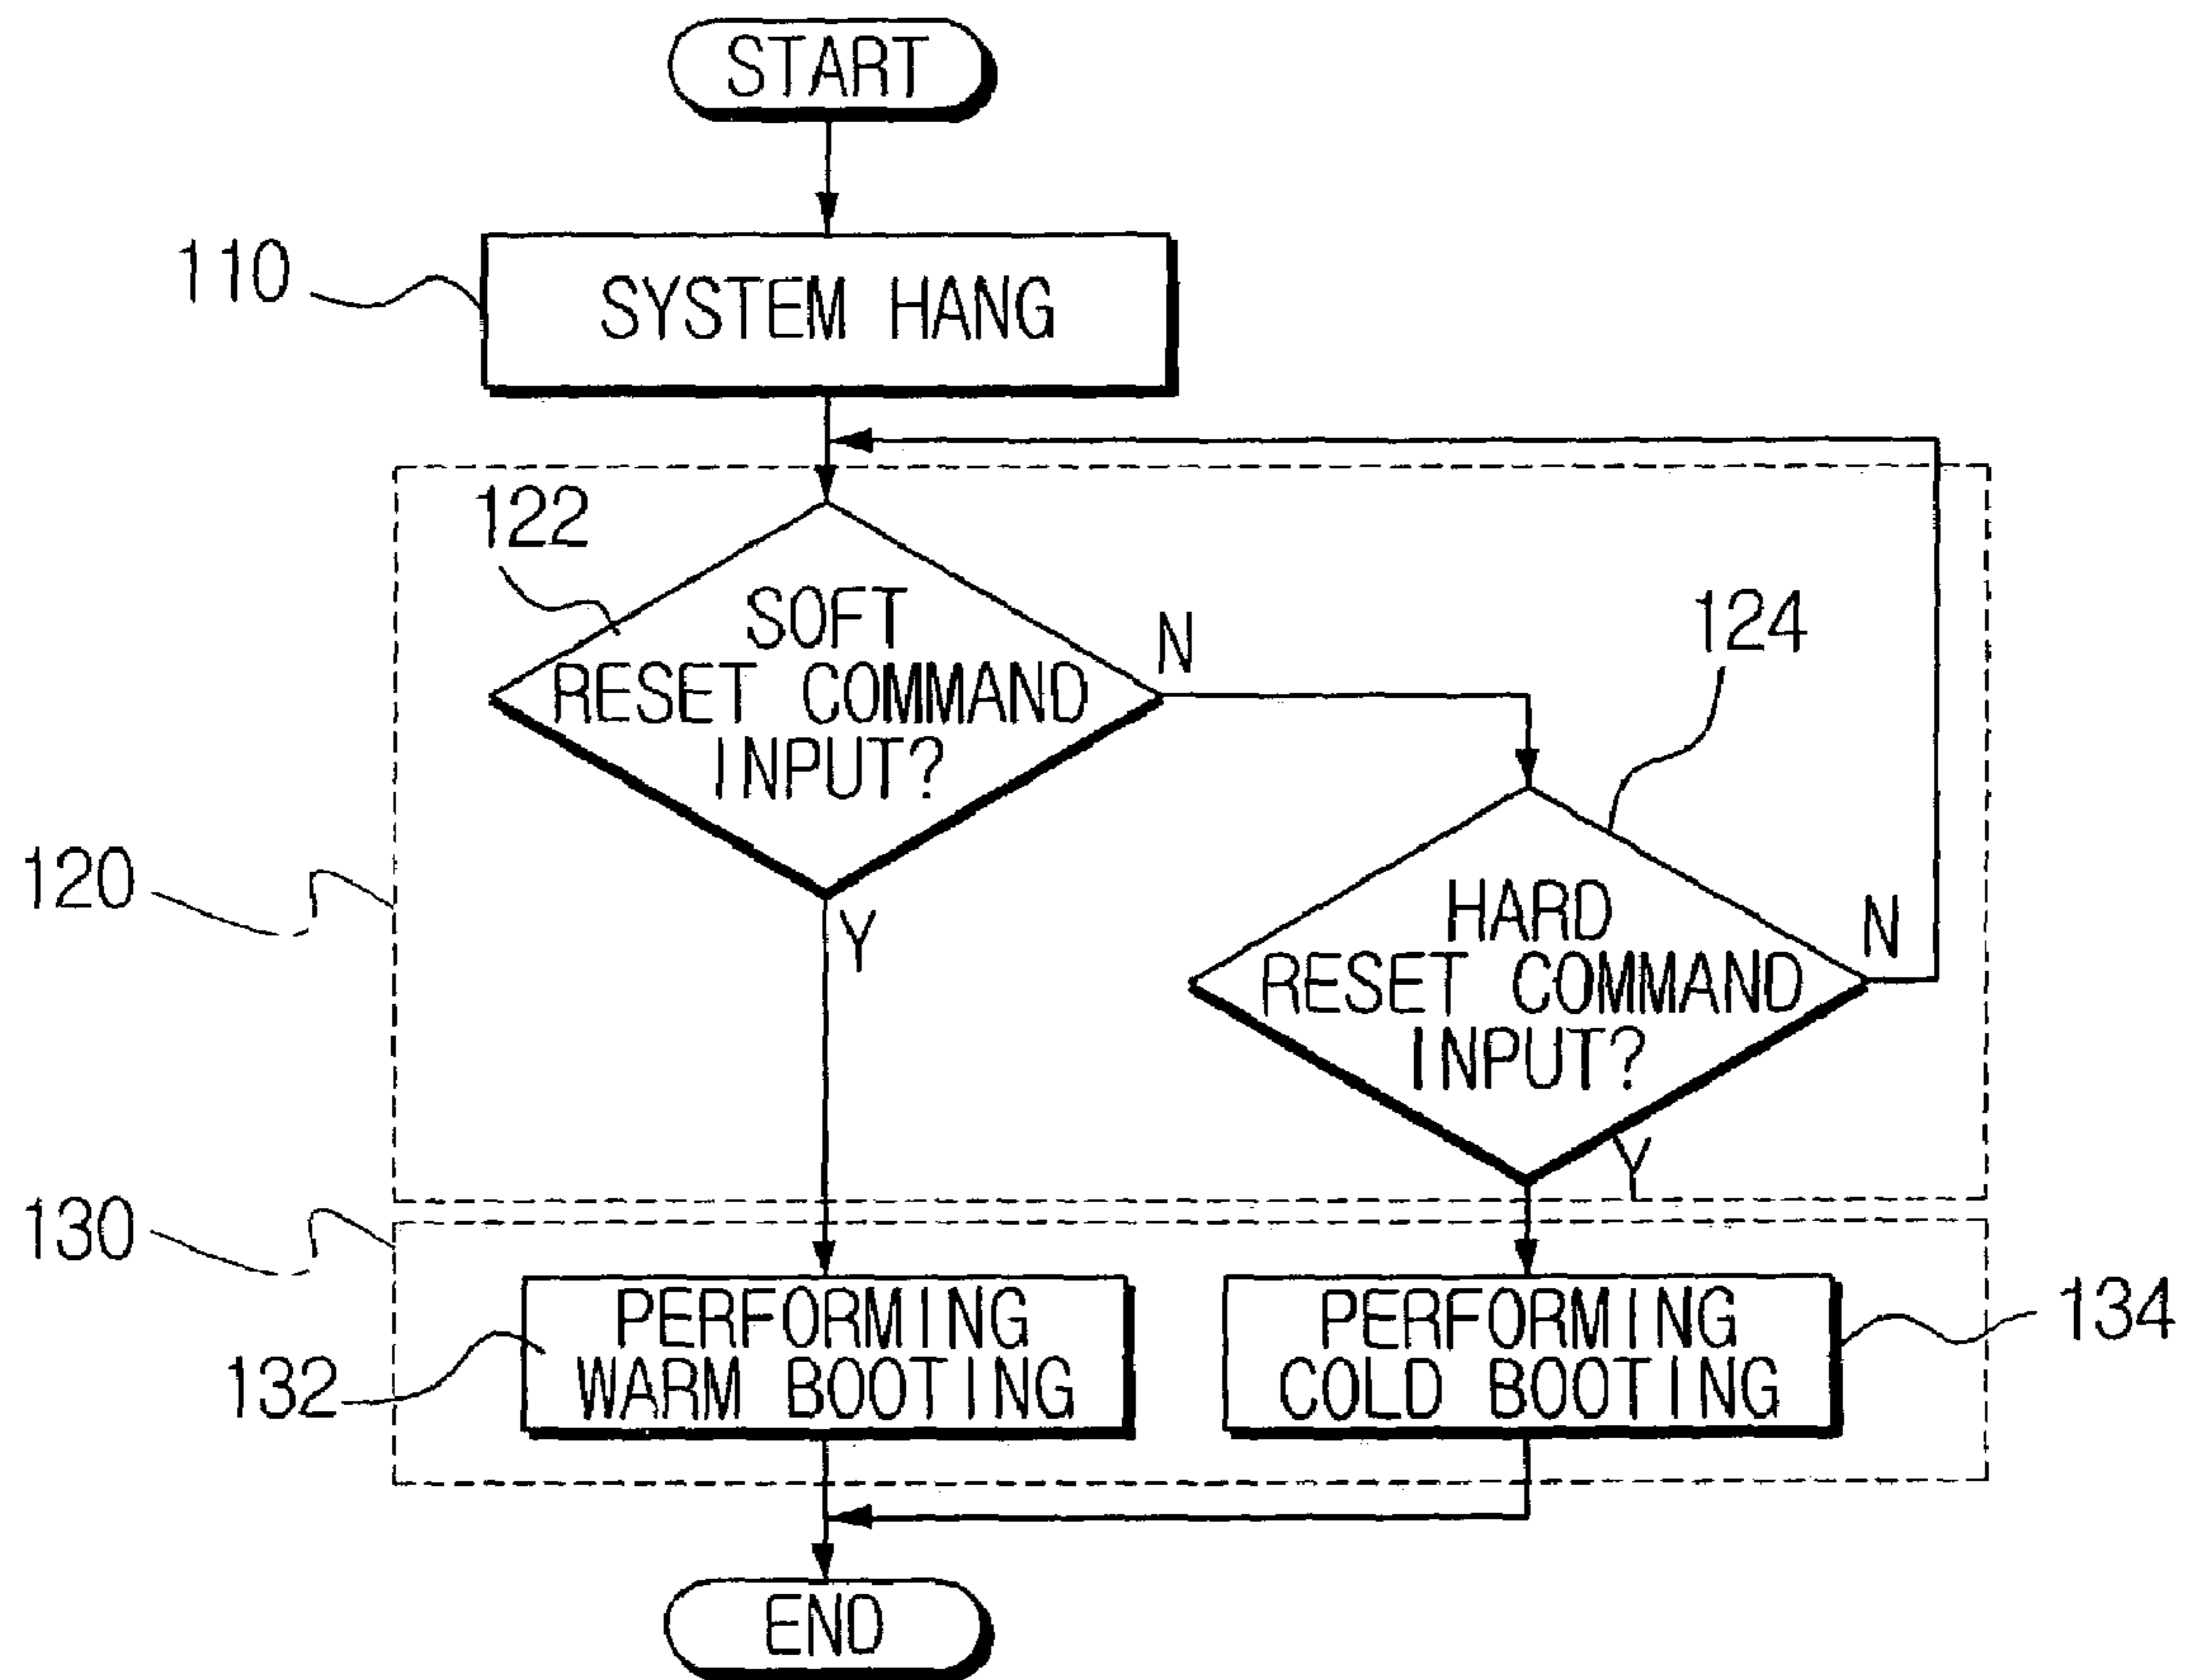 START
110
SYSTEM HANG
122
SOFT
RESET COMMAND
INPUT?
N
124
120
Y
HARD
RESET COMMAND
INPUT?
N
Y
130
PERFORMING
WARM BOOTING
132
PERFORMING
COLD BOOTING
134
END